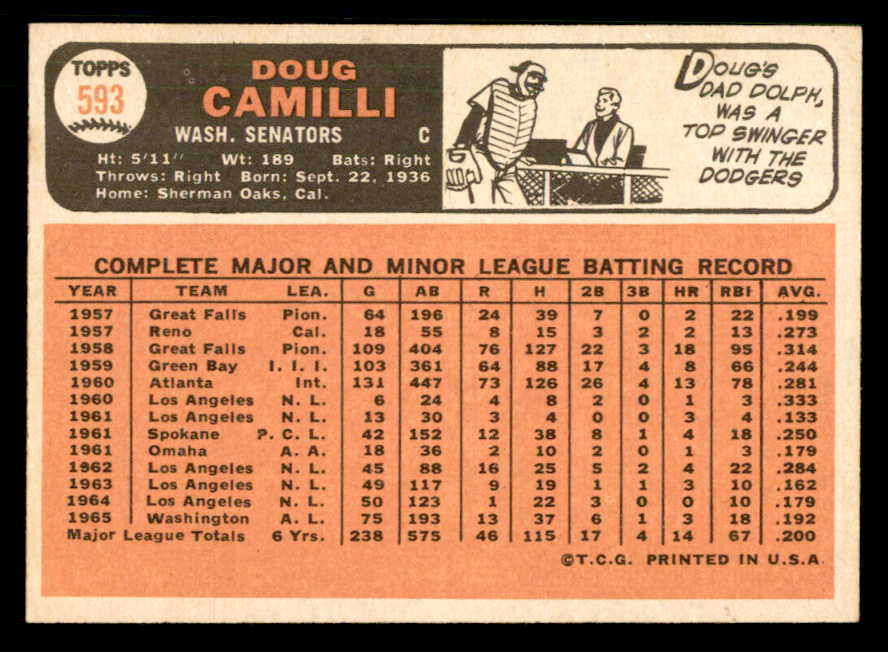 TOPPS
593
DOUG
CAMILLI
WASH. SENATORS C
Ht: 5'11" Wt: 189 Bats: Right
Throws: Right Born: Sept. 22, 1936
Home: Sherman Oaks, Cal.
DOUG'S
DAD DOLPH,
WAS A
TOP SWINGER
WITH THE
DODGERS
COMPLETE MAJOR AND MINOR LEAGUE BATTING RECORD
YEAR TEAM LEA. G AB R H 2B 3B HR RBI AVG.
1957 Great Falls Pion. 64 196 24 39 7 0 2 22 .199
1957 Reno Cal. 18 55 8 15 3 2 2 13 .273
1958 Great Falls Pion. 109 404 76 127 22 3 18 95 .314
1959 Green Bay I. I. I. 103 361 64 88 17 4 8 66 .244
1960 Atlanta Int. 131 447 73 126 26 4 13 78 .281
1960 Los Angeles N. L. 6 24 4 8 2 0 1 3 .333
1961 Los Angeles N. L. 13 30 3 4 0 0 3 4 .133
1961 Spokane P. C. L. 42 152 12 38 8 1 4 18 .250
1961 Omaha A. A. 18 36 2 10 2 0 1 3 .179
1962 Los Angeles N. L. 45 88 16 25 5 2 4 22 .284
1963 Los Angeles N. L. 49 117 9 19 1 1 3 10 .162
1964 Los Angeles N. L. 50 123 1 22 3 0 0 10 .179
1965 Washington A. L. 75 193 13 37 6 1 3 18 .192
Major League Totals 6 Yrs. 238 575 46 115 17 4 14 67 .200
©T.C.G. PRINTED IN U.S.A.